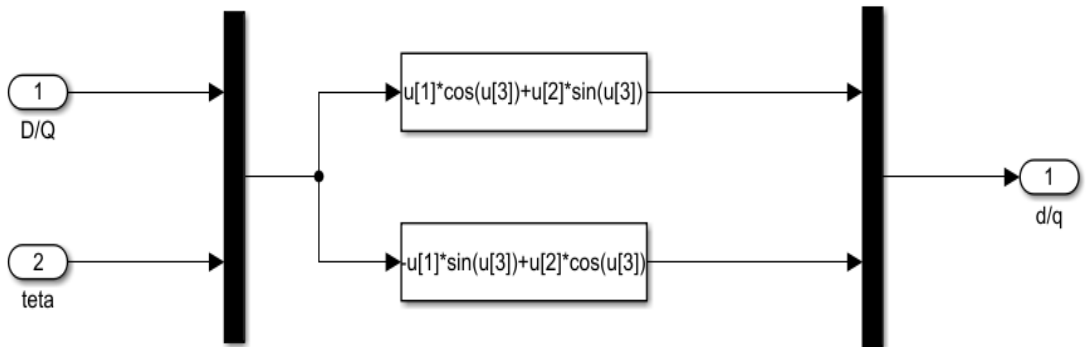 1
D/Q
2
teta
u[1]*cos(u[3])+u[2]*sin(u[3])
-u[1]*sin(u[3])+u[2]*cos(u[3])
1
d/q